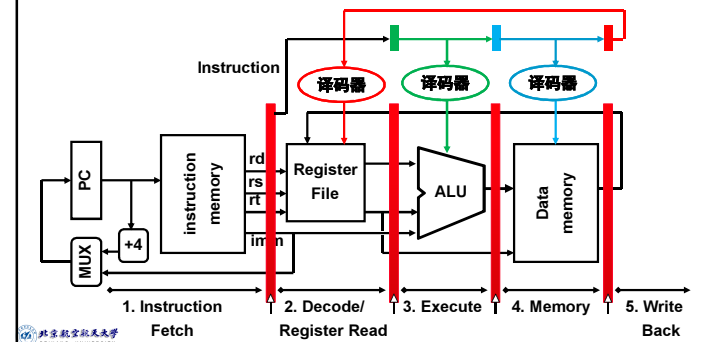 Instruction
译码器
译码器
译码器
PC
instruction
memory
rd
rs
rt
imm
Register
File
ALU
Data
memory
+4
MUX
1. Instruction
Fetch
2. Decode/
Register Read
3. Execute
4. Memory
5. Write
Back
北京航空航天大学